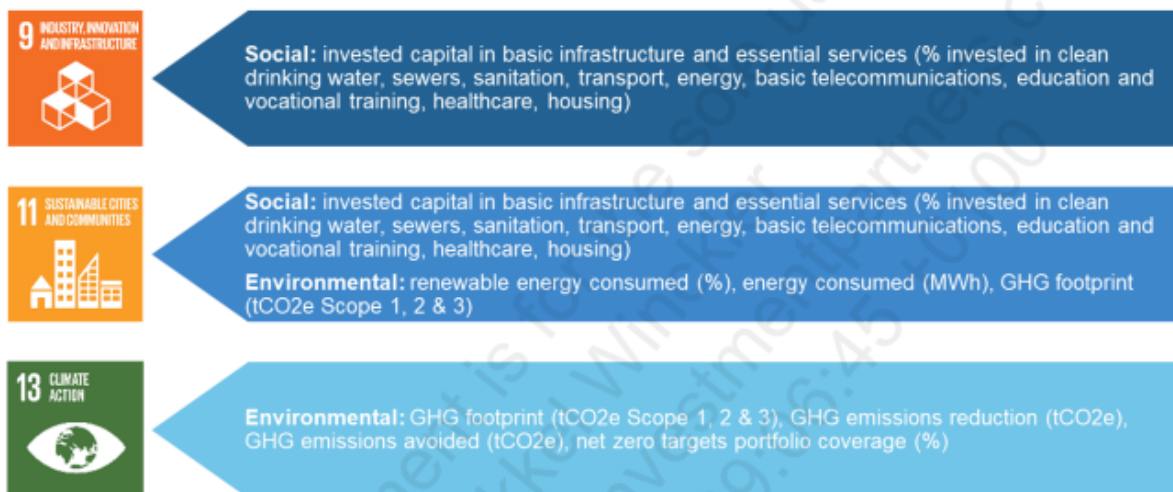 9 INDUSTRY, INNOVATION
AND INFRASTRUCTURE
Social: invested capital in basic infrastructure and essential services (% invested in clean
drinking water, sewers, sanitation, transport, energy, basic telecommunications, education and
vocational training, healthcare, housing)
11 SUSTAINABLE CITIES
AND COMMUNITIES
Social: invested capital in basic infrastructure and essential services (% invested in clean
drinking water, sewers, sanitation, transport, energy, basic telecommunications, education and
vocational training, healthcare, housing)
Environmental: renewable energy consumed (%), energy consumed (MWh), GHG footprint
(tCO2e Scope 1, 2 & 3)
13 CLIMATE
ACTION
Environmental: GHG footprint (tCO2e Scope 1, 2 & 3), GHG emissions reduction (tCO2e),
GHG emissions avoided (tCO2e), net zero targets portfolio coverage (%)